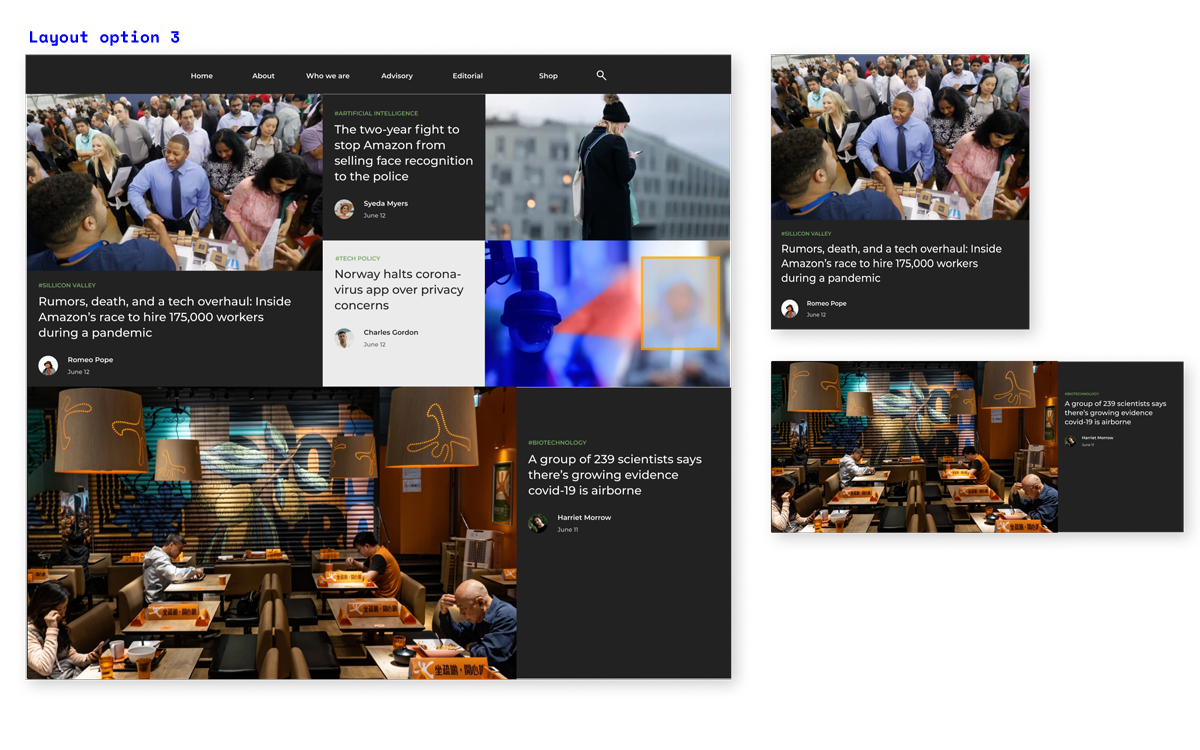 Layout option 3
Home About Who we are Advisory Editorial Shop
#ARTIFICIAL INTELLIGENCE
The two-year fight to
stop Amazon from
selling face recognition
to the police
Syeda Myers
June 12
#TECH POLICY
Norway halts corona-
virus app over privacy
concerns
Charles Gordon
June 12
#SILLICON VALLEY
Rumors, death, and a tech overhaul: Inside
Amazon’s race to hire 175,000 workers
during a pandemic
Romeo Pope
June 12
#BIOTECHNOLOGY
A group of 239 scientists says
there’s growing evidence
covid-19 is airborne
Harriet Morrow
June 11
#SILLICON VALLEY
Rumors, death, and a tech overhaul: Inside
Amazon’s race to hire 175,000 workers
during a pandemic
Romeo Pope
June 12
#BIOTECHNOLOGY
A group of 239 scientists says
there’s growing evidence
covid-19 is airborne
Harriet Morrow
June 11